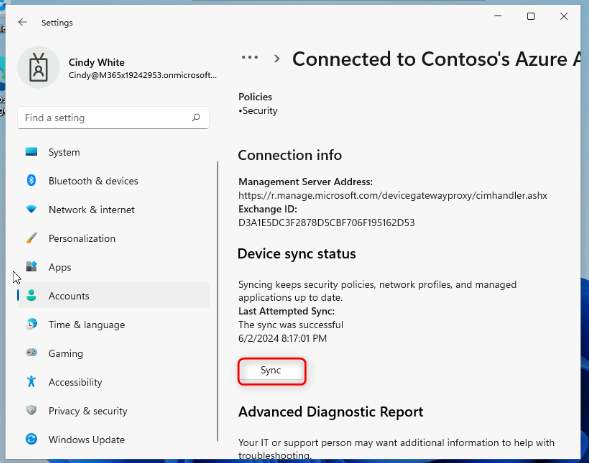 Settings
Cindy White
Cindy@M365x19242953.onmicrosoft...
Find a setting
System
Bluetooth & devices
Network & internet
Personalization
Apps
Accounts
Time & language
Gaming
Accessibility
Privacy & security
Windows Update
... > Connected to Contoso's Azure A
Policies
•Security
Connection info
Management Server Address:
https://r.manage.microsoft.com/devicegatewayproxy/cimhandler.ashx
Exchange ID:
D3A1E5DC3F2878D5CBF706F195162D53
Device sync status
Syncing keeps security policies, network profiles, and managed
applications up to date.
Last Attempted Sync:
The sync was successful
6/2/2024 8:17:01 PM
Sync
Advanced Diagnostic Report
Your IT or support person may want additional information to help with
troubleshooting.